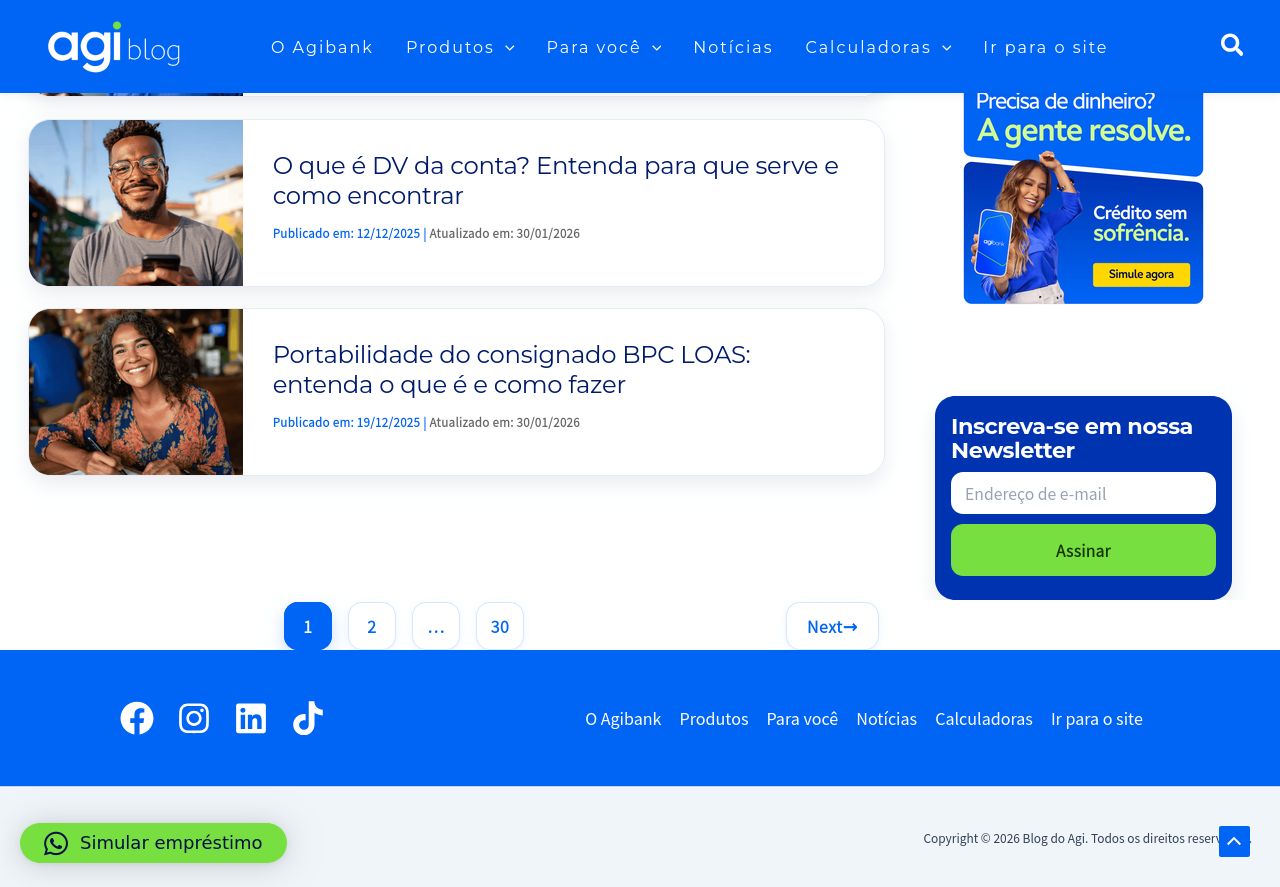 agi blog
O Agibank
Produtos
Para você
Notícias
Calculadoras
Ir para o site
Precisa de dinheiro?
A gente resolve.
agibank
Crédito sem
sofrência.
Simule agora
O que é DV da conta? Entenda para que serve e
como encontrar
Publicado em: 12/12/2025 | Atualizado em: 30/01/2026
Portabilidade do consignado BPC LOAS:
entenda o que é e como fazer
Publicado em: 19/12/2025 | Atualizado em: 30/01/2026
Inscreva-se em nossa
Newsletter
Endereço de e-mail
Assinar
1
2
…
30
Next→
O Agibank
Produtos
Para você
Notícias
Calculadoras
Ir para o site
Simular empréstimo
Copyright © 2026 Blog do Agi. Todos os direitos